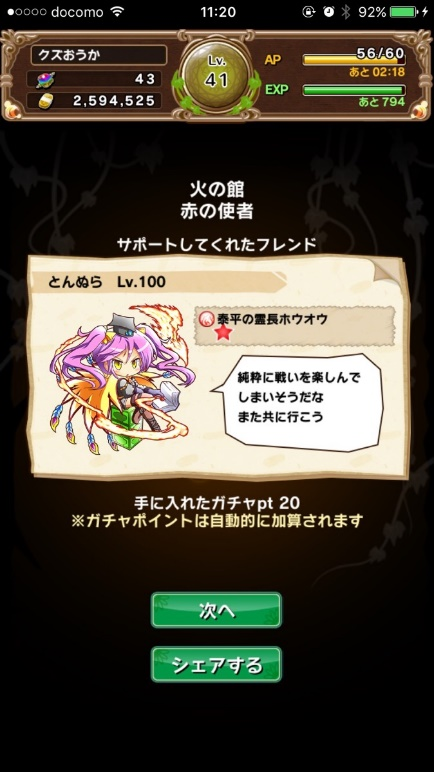 docomo 11:20 92%
クズおうか
43
2,594,525
Lv.
41
AP 56/60
あと02:18
EXP
あと794
火の館
赤の使者
サポートしてくれたフレンド
とんぬら Lv.100
泰平の霊長ホウオウ
純粋に戦いを楽しんで
しまいそうだな
また共に行こう
手に入れたガチャpt 20
※ガチャポイントは自動的に加算されます
次へ
シェアする